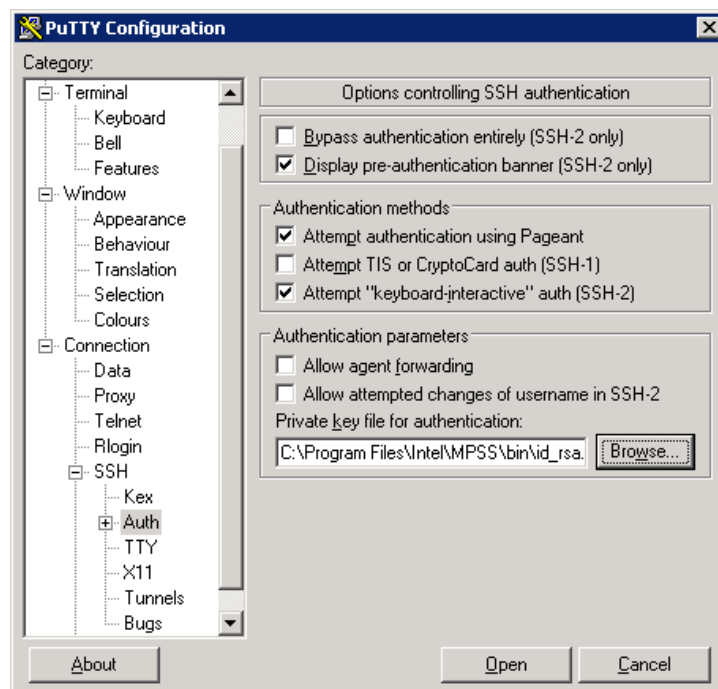 PuTTY Configuration
Category:
Terminal
Keyboard
Bell
Features
Window
Appearance
Behaviour
Translation
Selection
Colours
Connection
Data
Proxy
Telnet
Rlogin
SSH
Kex
Auth
TTY
X11
Tunnels
Bugs
Options controlling SSH authentication
Bypass authentication entirely (SSH-2 only)
Display pre-authentication banner (SSH-2 only)
Authentication methods
Attempt authentication using Pageant
Attempt TIS or CryptoCard auth (SSH-1)
Attempt "keyboard-interactive" auth (SSH-2)
Authentication parameters
Allow agent forwarding
Allow attempted changes of username in SSH-2
Private key file for authentication:
C:\Program Files\Intel\MPSS\bin\id_rsa. Browse...
About Open Cancel